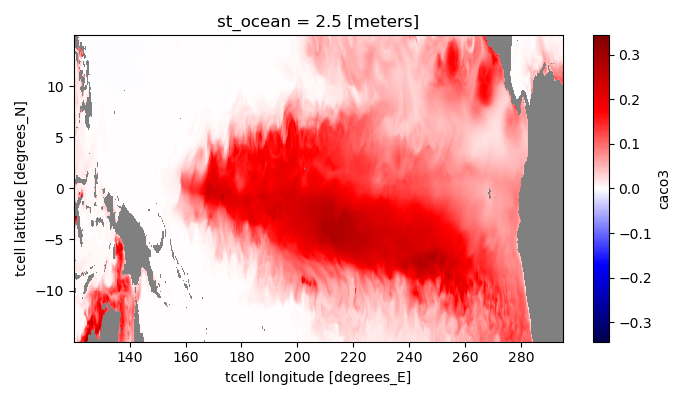 st_ocean = 2.5 [meters]
10
5
0
−5
−10
tcell latitude [degrees_N]
140 160 180 200 220 240 260 280
tcell longitude [degrees_E]
0.3
0.2
0.1
0.0
−0.1
−0.2
−0.3
caco3